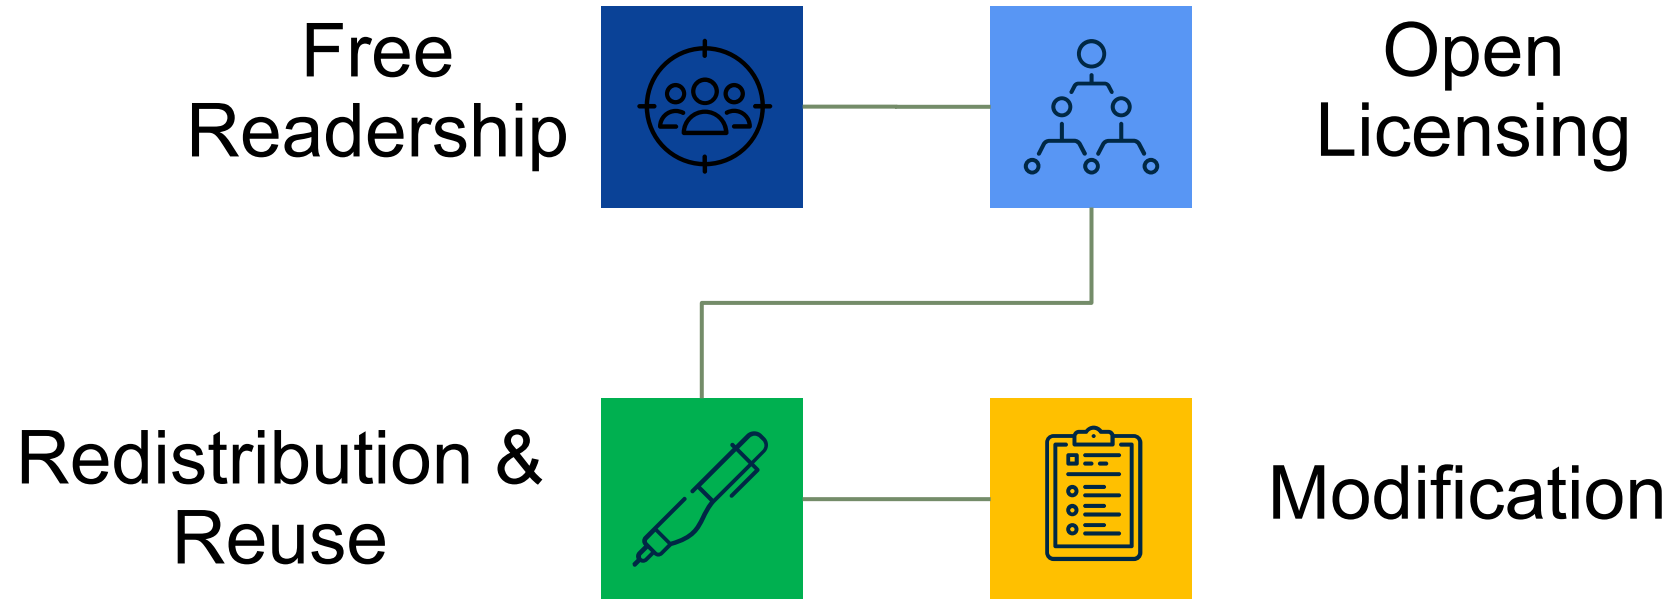 Free
Readership
Open
Licensing
Redistribution &
Reuse
Modification